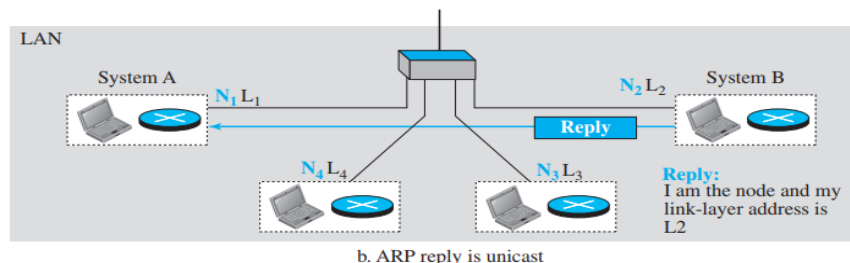 LAN
System A
System B
N1 L1
N2 L2
Reply
N4 L4
N3 L3
Reply:
I am the node and my
link-layer address is
L2
b. ARP reply is unicast